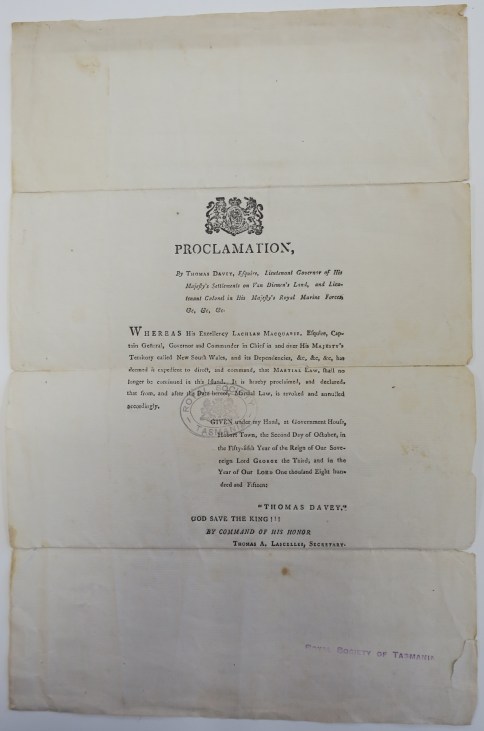 PROCLAMATION,
By THOMAS DAVEY, Esquire, Lieutenant Governor of His
Majesty's Settlements on Van Diemen's Land, and Lieu-
tenant Colonel in His Majesty's Royal Marine Forces,
&c, &c, &c.
WHEREAS His Excellency LACHLAN MACQUARIE, Esquire, Cap-
tain General, Governor and Commander in Chief in and over His MAJESTY'S
Territory called New South Wales, and its Dependencies, &c, &c, &c, has
deemed it expedient to direct, and command, that MARTIAL LAW, shall no
longer be continued in this Island. It is hereby proclaimed, and declared,
that from, and after the Date hereof, Martial Law, is revoked and annulled
accordingly.
ROYAL SOCIETY
TASMANIA
GIVEN under my Hand, at Government House,
Hobart Town, the Second Day of October, in
the Fifty-fifth Year of the Reign of Our Sove-
reign Lord GEORGE the Third, and in the
Year of Our LORD One thousand Eight hun-
dred and Fifteen
"THOMAS DAVEY,"
GOD SAVE THE KING!!!
BY COMMAND OF HIS HONOR
THOMAS A. LASCELLES, SECRETARY.
ROYAL SOCIETY OF TASMANIA